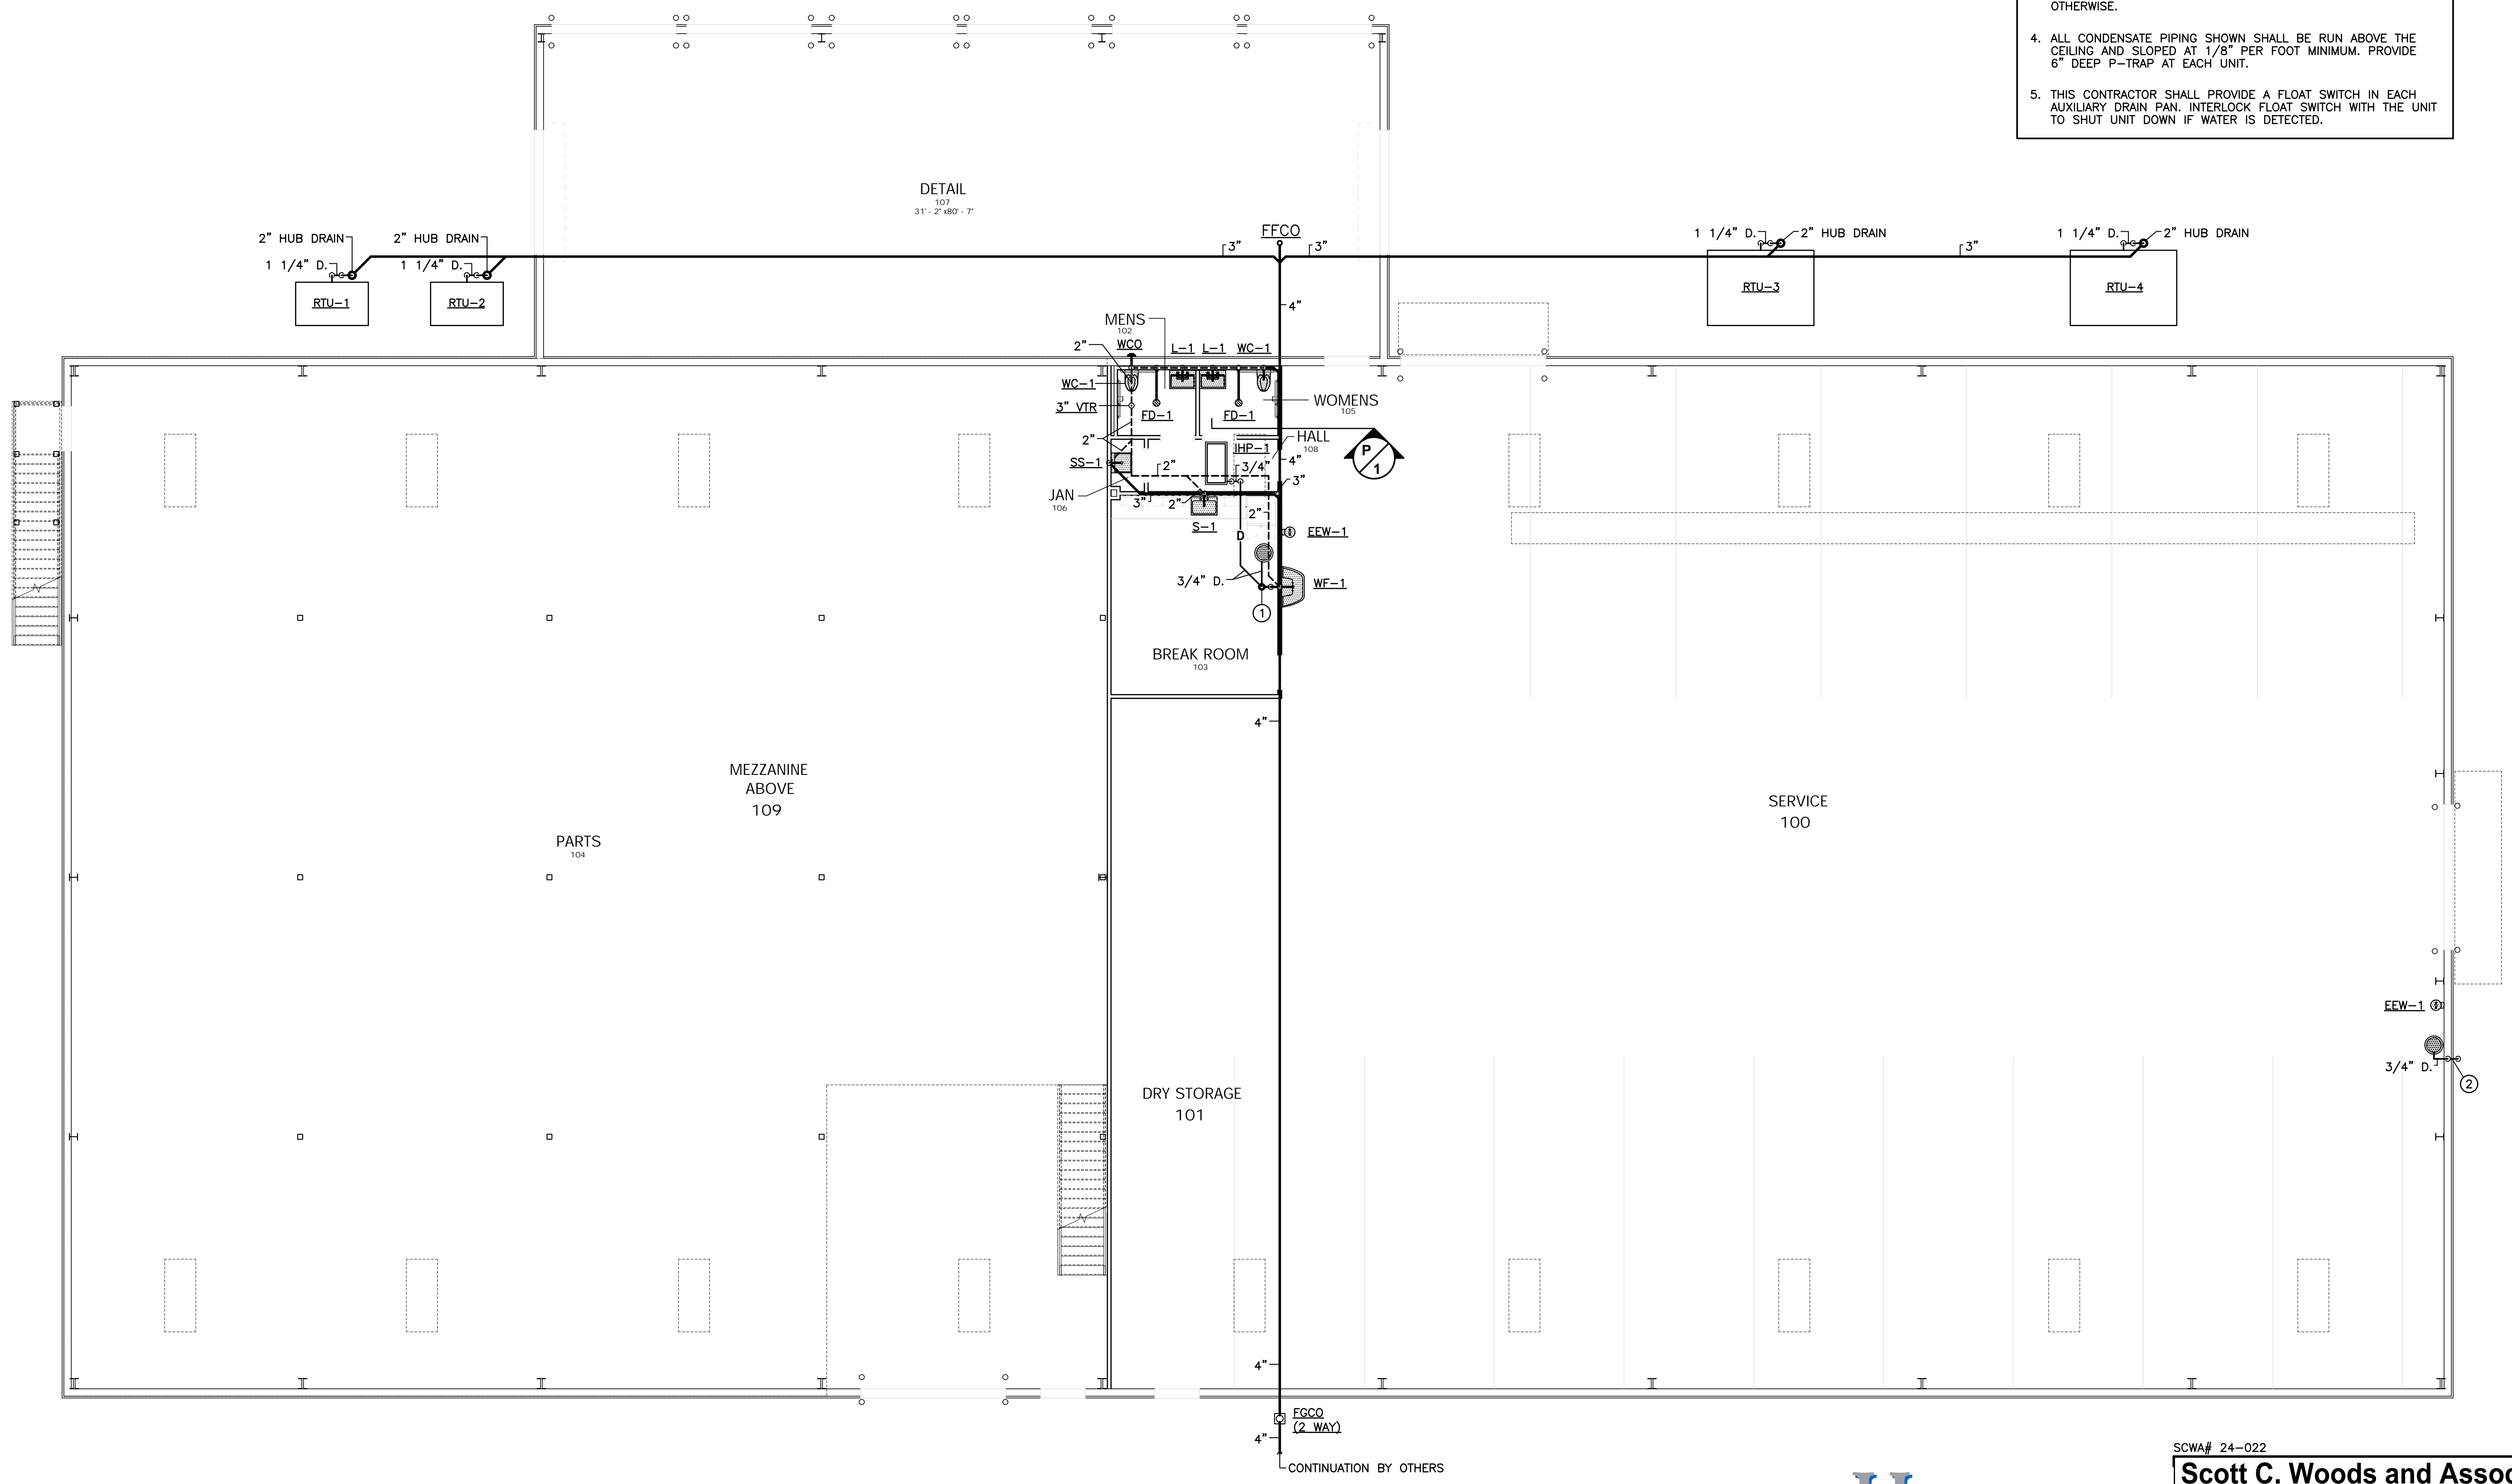 OTHERWISE.
4. ALL CONDENSATE PIPING SHOWN SHALL BE RUN ABOVE THE
CEILING AND SLOPED AT 1/8" PER FOOT MINIMUM. PROVIDE
6" DEEP P-TRAP AT EACH UNIT.
5. THIS CONTRACTOR SHALL PROVIDE A FLOAT SWITCH IN EACH
AUXILIARY DRAIN PAN. INTERLOCK FLOAT SWITCH WITH THE UNIT
TO SHUT UNIT DOWN IF WATER IS DETECTED.
DETAIL
107
31' - 2" x80' - 7"
2" HUB DRAIN
2" HUB DRAIN
1 1/4" D.
1 1/4" D.
RTU-1
RTU-2
FFCO
3"
3"
4"
1 1/4" D.
2" HUB DRAIN
3"
1 1/4" D.
2" HUB DRAIN
RTU-3
RTU-4
MENS
102
2"
WCO
L-1
L-1
WC-1
WC-1
3" VTR
FD-1
FD-1
WOMENS
105
2"
IHP-1
HALL
108
P
1
SS-1
2"
3/4"
4"
3"
JAN
106
3"
2"
2"
S-1
D
EEW-1
3/4" D.
WF-1
1
BREAK ROOM
103
4"
MEZZANINE
ABOVE
109
PARTS
104
SERVICE
100
EEW-1
3/4" D.
2
DRY STORAGE
101
4"
FGCO
(2 WAY)
4"
CONTINUATION BY OTHERS
SCWA# 24-022
Scott C. Woods and Assoc